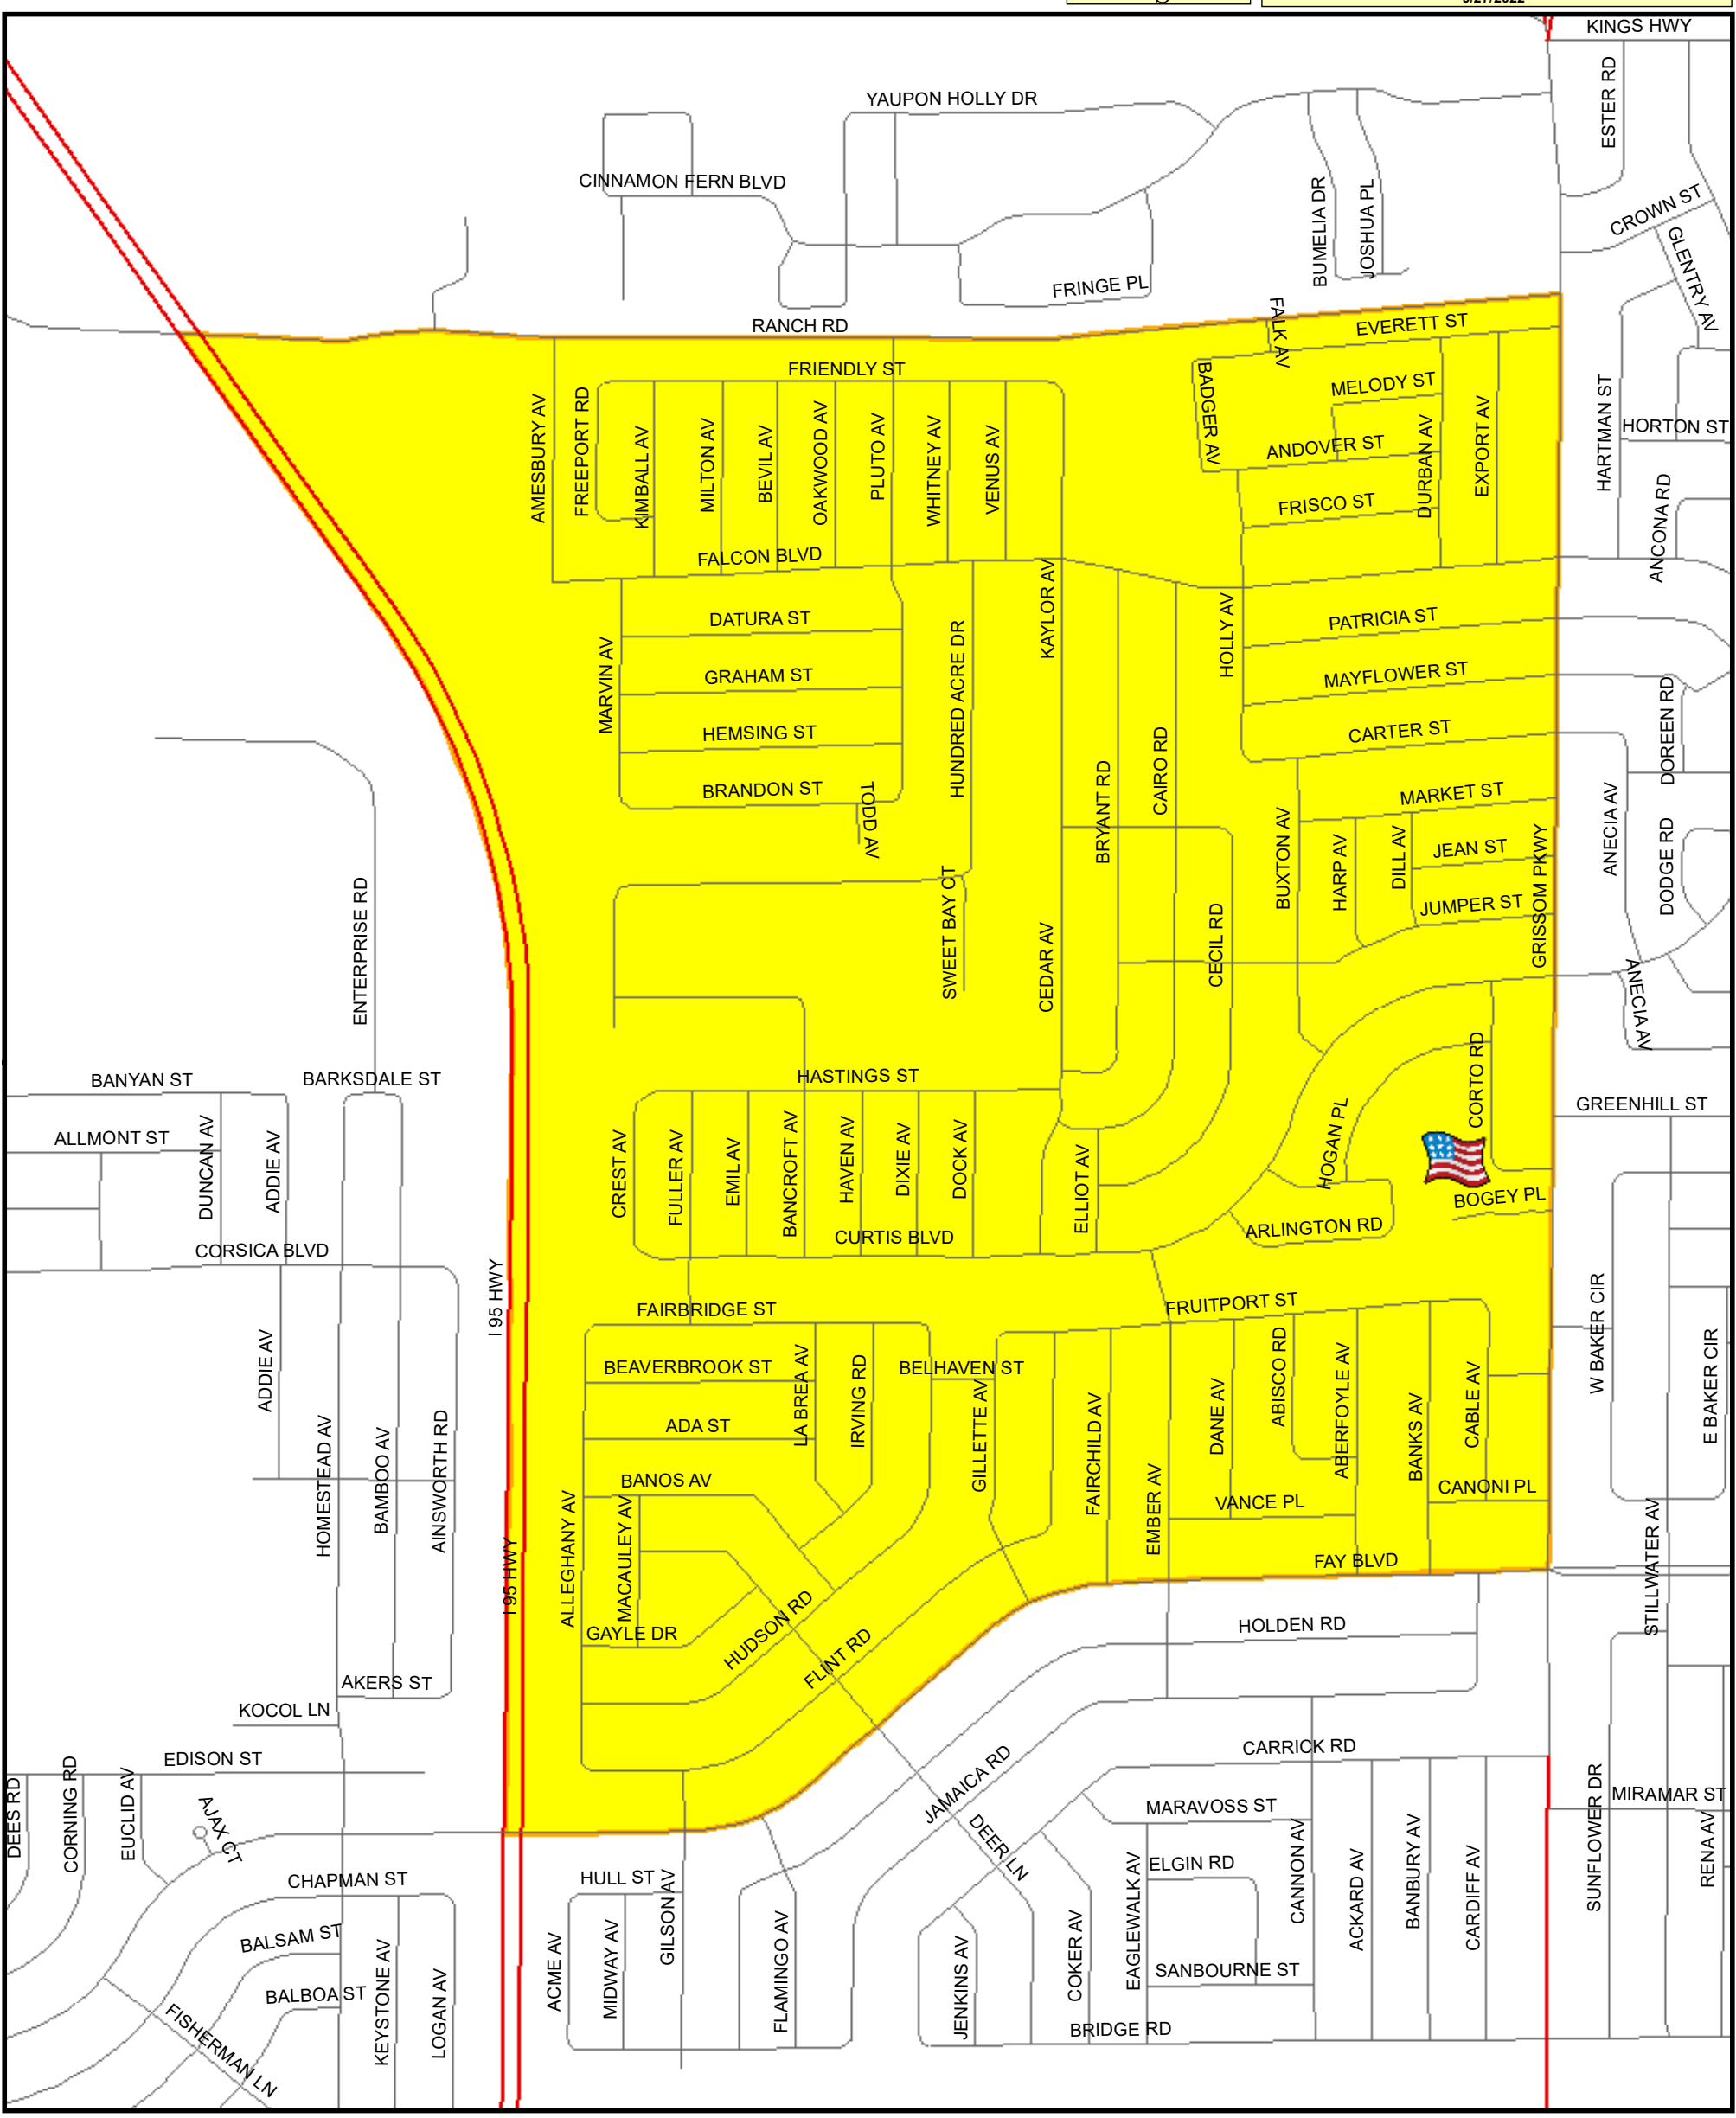 KINGS HWY
ESTER RD
YAUPON HOLLY DR
CINNAMON FERN BLVD
BUMELIA DR
JOSHUA PL
CROWN ST
GLENTRY AV
FRINGE PL
RANCH RD
FALK AV
EVERETT ST
FRIENDLY ST
BADGER AV
MELODY ST
AMESBURY AV
FREEPORT RD
KIMBALL AV
MILTON AV
BEVIL AV
OAKWOOD AV
PLUTO AV
WHITNEY AV
VENUS AV
ANDOVER ST
DURBAN AV
EXPORT AV
HARTMAN ST
HORTON ST
FRISCO ST
ANCONA RD
FALCON BLVD
KAYLOR AV
DATURA ST
HOLLY AV
PATRICIA ST
MARVIN AV
GRAHAM ST
HUNDRED ACRE DR
MAYFLOWER ST
DOREEN RD
HEMSING ST
CARTER ST
BRANDON ST
TODD AV
BRYANT RD
CAIRO RD
MARKET ST
BUXTON AV
HARP AV
DILL AV
JEAN ST
JUMPER ST
GRISSOM PKWY
ANECIA AV
DODGE RD
ENTERPRISE RD
SWEET BAY CT
CEDAR AV
CECIL RD
ANECIA AV
BANYAN ST
BARKSDALE ST
HASTINGS ST
CORTO RD
GREENHILL ST
ALLMONT ST
DUNCAN AV
ADDIE AV
CREST AV
FULLER AV
EMIL AV
BANCROFT AV
HAVEN AV
DIXIE AV
DOCK AV
ELLIOT AV
HOGAN PL
BOGEY PL
ARLINGTON RD
CURTIS BLVD
CORSICA BLVD
I 95 HWY
FAIRBRIDGE ST
FRUITPORT ST
W BAKER CIR
E BAKER CIR
ADDIE AV
BEAVERBROOK ST
LA BREA AV
IRVING RD
BELHAVEN ST
GILLETTE AV
FAIRCHILD AV
DANE AV
ABISCO RD
ABERFOYLE AV
BANKS AV
CABLE AV
ADA ST
HOMESTEAD AV
BAMBOO AV
AINSWORTH RD
BANOS AV
EMBER AV
VANCE PL
CANONI PL
ALLEGHANY AV
MACAULEY AV
I 95 HWY
FAY BLVD
STILLWATER AV
GAYLE DR
HUDSON RD
FLINT RD
HOLDEN RD
AKERS ST
KOCOL LN
EDISON ST
CARRICK RD
DEES RD
CORNING RD
EUCLID AV
AJAX CT
JAMAICA RD
DEER LN
MARAVOSS ST
SUNFLOWER DR
MIRAMAR ST
RENA AV
CHAPMAN ST
HULL ST
GILSON AV
ELGIN RD
EAGLEWALK AV
CANNON AV
ACKARD AV
BANBURY AV
CARDIFF AV
BALSAM ST
KEYSTONE AV
LOGAN AV
ACME AV
MIDWAY AV
FLAMINGO AV
JENKINS AV
COKER AV
SANBOURNE ST
BALBOA ST
FISHERMAN LN
BRIDGE RD